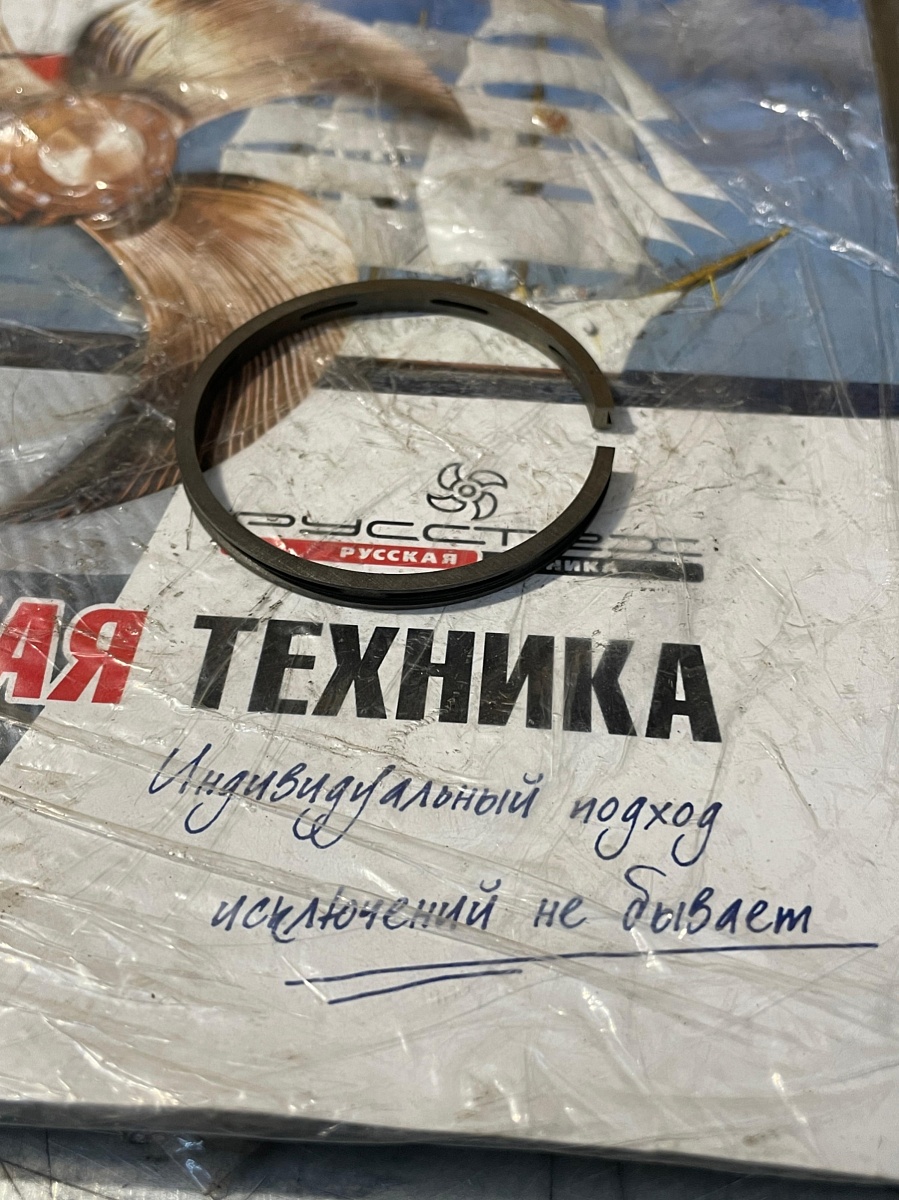 РУССКАЯ
АЯ ТЕХНИКА
Индивидуальный подход
исключений не бывает